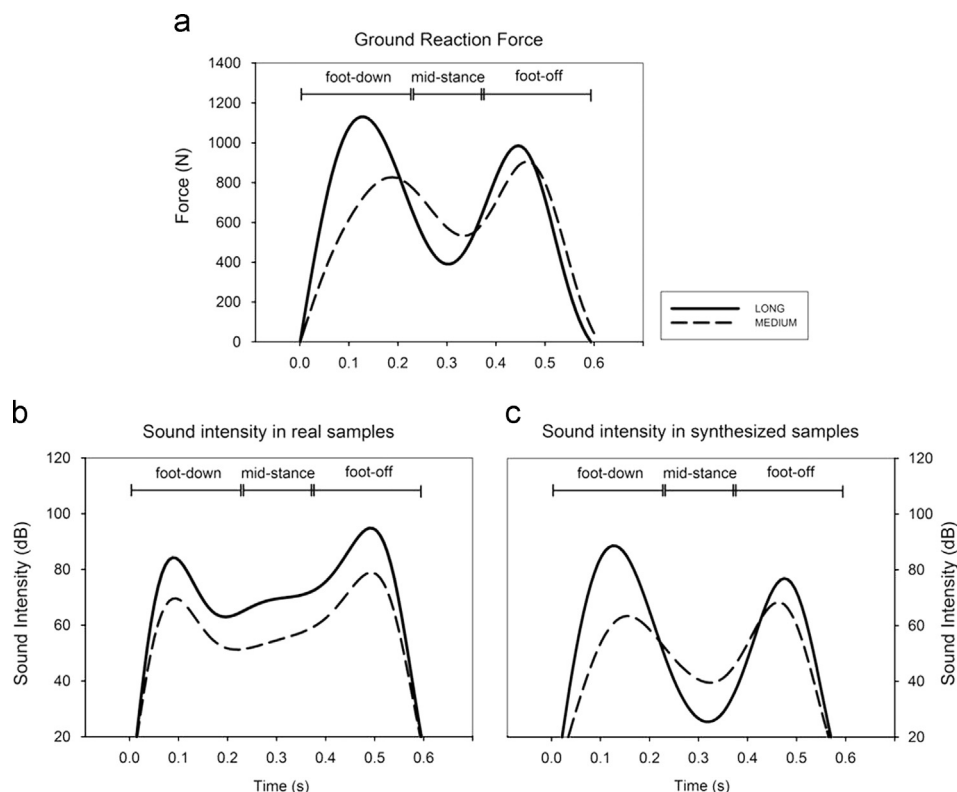 a
Ground Reaction Force
1400
1200
1000
800
600
400
200
0
Force (N)
foot-down mid-stance foot-off
0.0 0.1 0.2 0.3 0.4 0.5 0.6
LONG
MEDIUM
b
Sound intensity in real samples
120
100
80
60
40
20
Sound Intensity (dB)
foot-down mid-stance foot-off
0.0 0.1 0.2 0.3 0.4 0.5 0.6
Time (s)
c
Sound intensity in synthesized samples
foot-down mid-stance foot-off
120
100
80
60
40
20
Sound Intensity (dB)
0.0 0.1 0.2 0.3 0.4 0.5 0.6
Time (s)